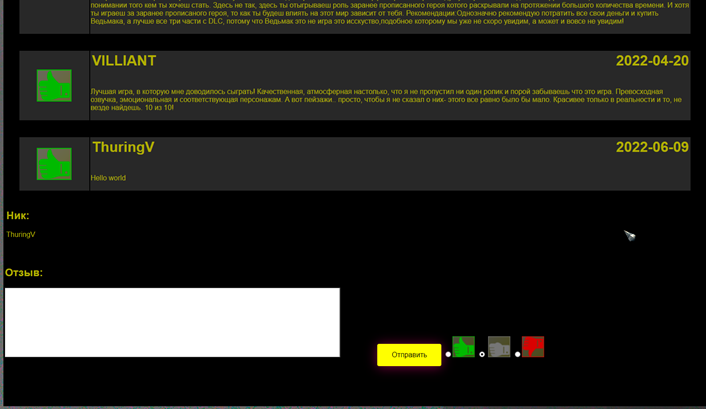 понимании того кем ты хочеш стать. Здесь не так, здесь ты отыгрываеш роль заранее прописанного героя котого раскрывали на протяжении большого количества времени. И хотя
ты играеш за заранее прописаного героя, то как ты будеш влиять на этот мир зависит от тебя. Рекомендации:Однозначно рекомендую потратить все свои деньги и купить
Ведьмака, а лучше все три части с DLC, потому что Ведьмак это не игра это исскуство,подобное которому мы уже не скоро увидим, а может и вовсе не увидим!
VILLIANT 2022-04-20
Лучшая игра, в которую мне доводилось сыграть! Качественная, атмосферная настолько, что я не пропустил ни один ролик и порой забываешь что это игра. Превосходная
озвучка, эмоциональная и соответствующая персонажам. А вот пейзажи.. просто, чтобы я не сказал о них- этого все равно было бы мало. Красивее только в реальности и то, не
везде найдешь. 10 из 10!
ThuringV 2022-06-09
Hello world
Ник:
ThuringV
Отзыв:
Отправить